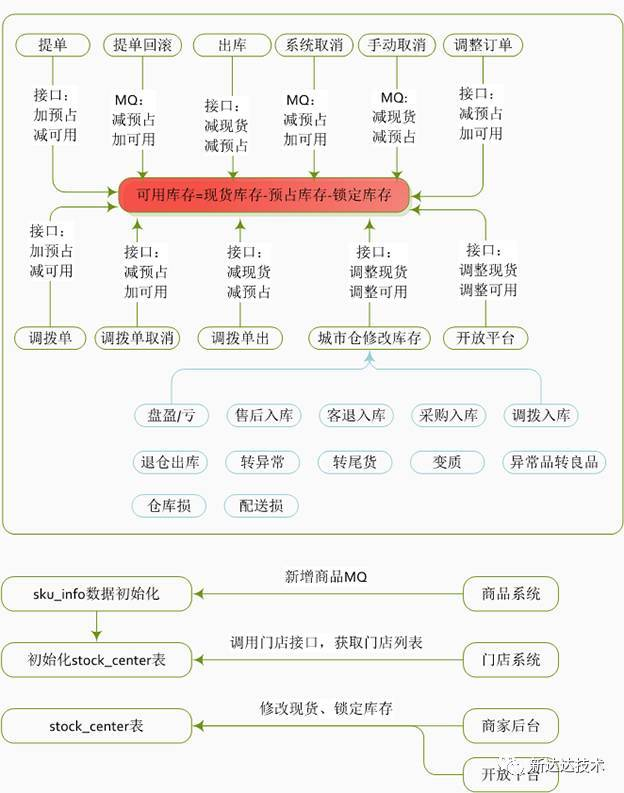 提单 提单回滚 出库 系统取消 手动取消 调整订单
接口： MQ： 接口： MQ： MQ： 接口：
加预占 减预占 减现货 减预占 减现货 减预占
减可用 加可用 减预占 加可用 减预占 加可用
可用库存=现货库存-预占库存-锁定库存
接口： 接口： 接口： 接口： 接口：
加预占 减预占 减现货 调整现货 调整现货
减可用 加可用 减预占 调整可用 调整可用
调拨单 调拨单取消 调拨单出 城市仓修改库存 开放平台
盘盈/亏 售后入库 客退入库 采购入库 调拨入库
退仓出库 转异常 转尾货 变质 异常品转良品
仓库损 配送损
新增商品MQ
sku_info数据初始化 商品系统
调用门店接口，获取门店列表
初始化stock_center表 门店系统
修改现货、锁定库存
stock_center表 商家后台
开放平台
新达达技术